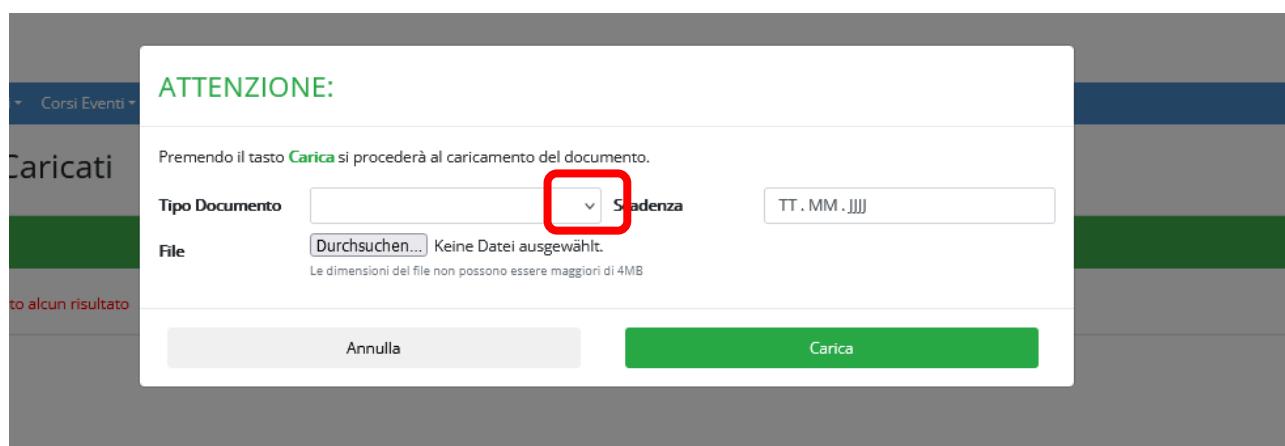 ATTENZIONE:
Corsi Eventi
Caricati
Premendo il tasto Carica si procederà al caricamento del documento.
Tipo Documento
Scadenza
TT . MM . JJJJ
File
Durchsuchen... Keine Datei ausgewählt.
Le dimensioni del file non possono essere maggiori di 4MB
to alcun risultato
Annulla
Carica